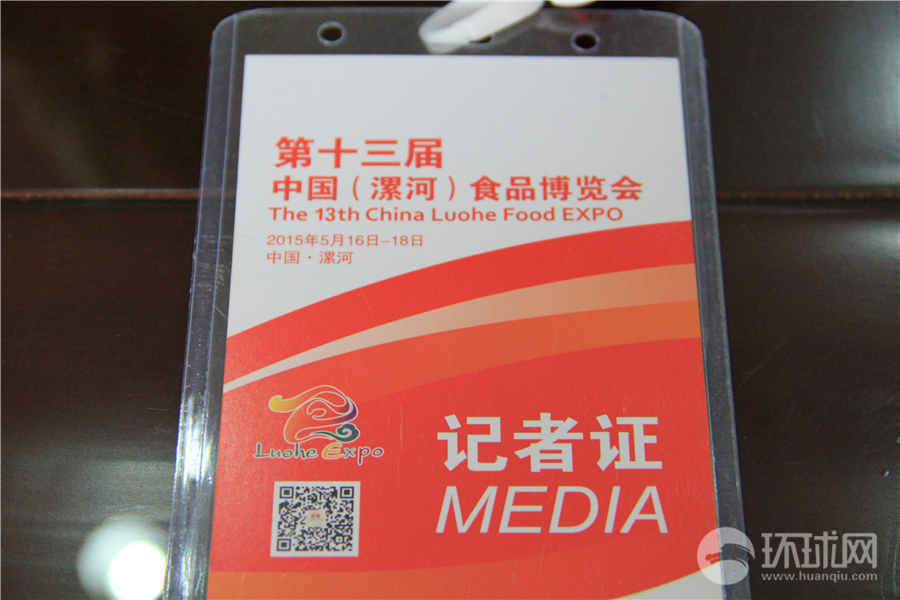 第十三届
中国（漯河）食品博览会
The 13th China Luohe Food EXPO
2015年5月16日-18日
中国·漯河
Luohe Expo
记者证
MEDIA
环球网
www.huanqiu.com